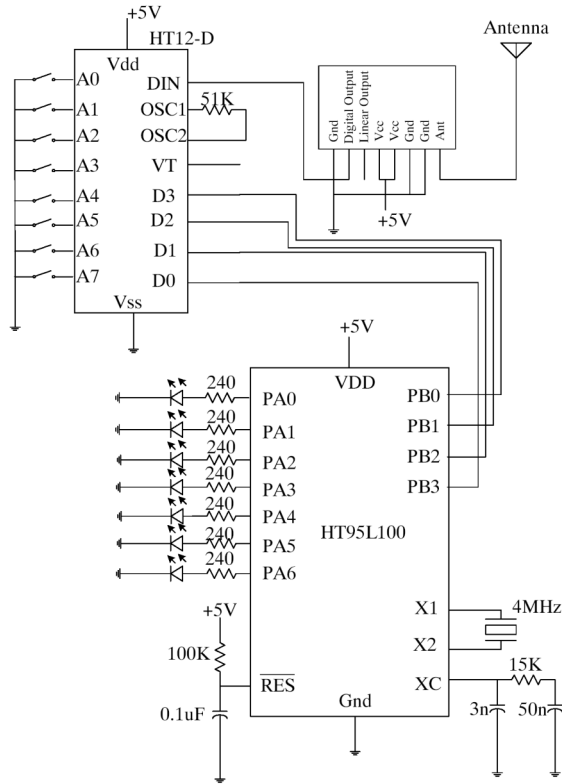 +5V
HT12-D
Antenna
Vdd
A0
A1
A2
A3
A4
A5
A6
A7
DIN
OSC1
OSC2
VT
D3
D2
D1
D0
Vss
51K
Gnd
Digital Output
Linear Output
Vcc
Vcc
Gnd
Gnd
Ant
+5V
+5V
VDD
240
240
240
240
240
240
240
PA0
PA1
PA2
PA3
PA4
PA5
PA6
PB0
PB1
PB2
PB3
HT95L100
X1
X2
XC
4MHz
15K
3n
50n
+5V
100K
RES
0.1uF
Gnd